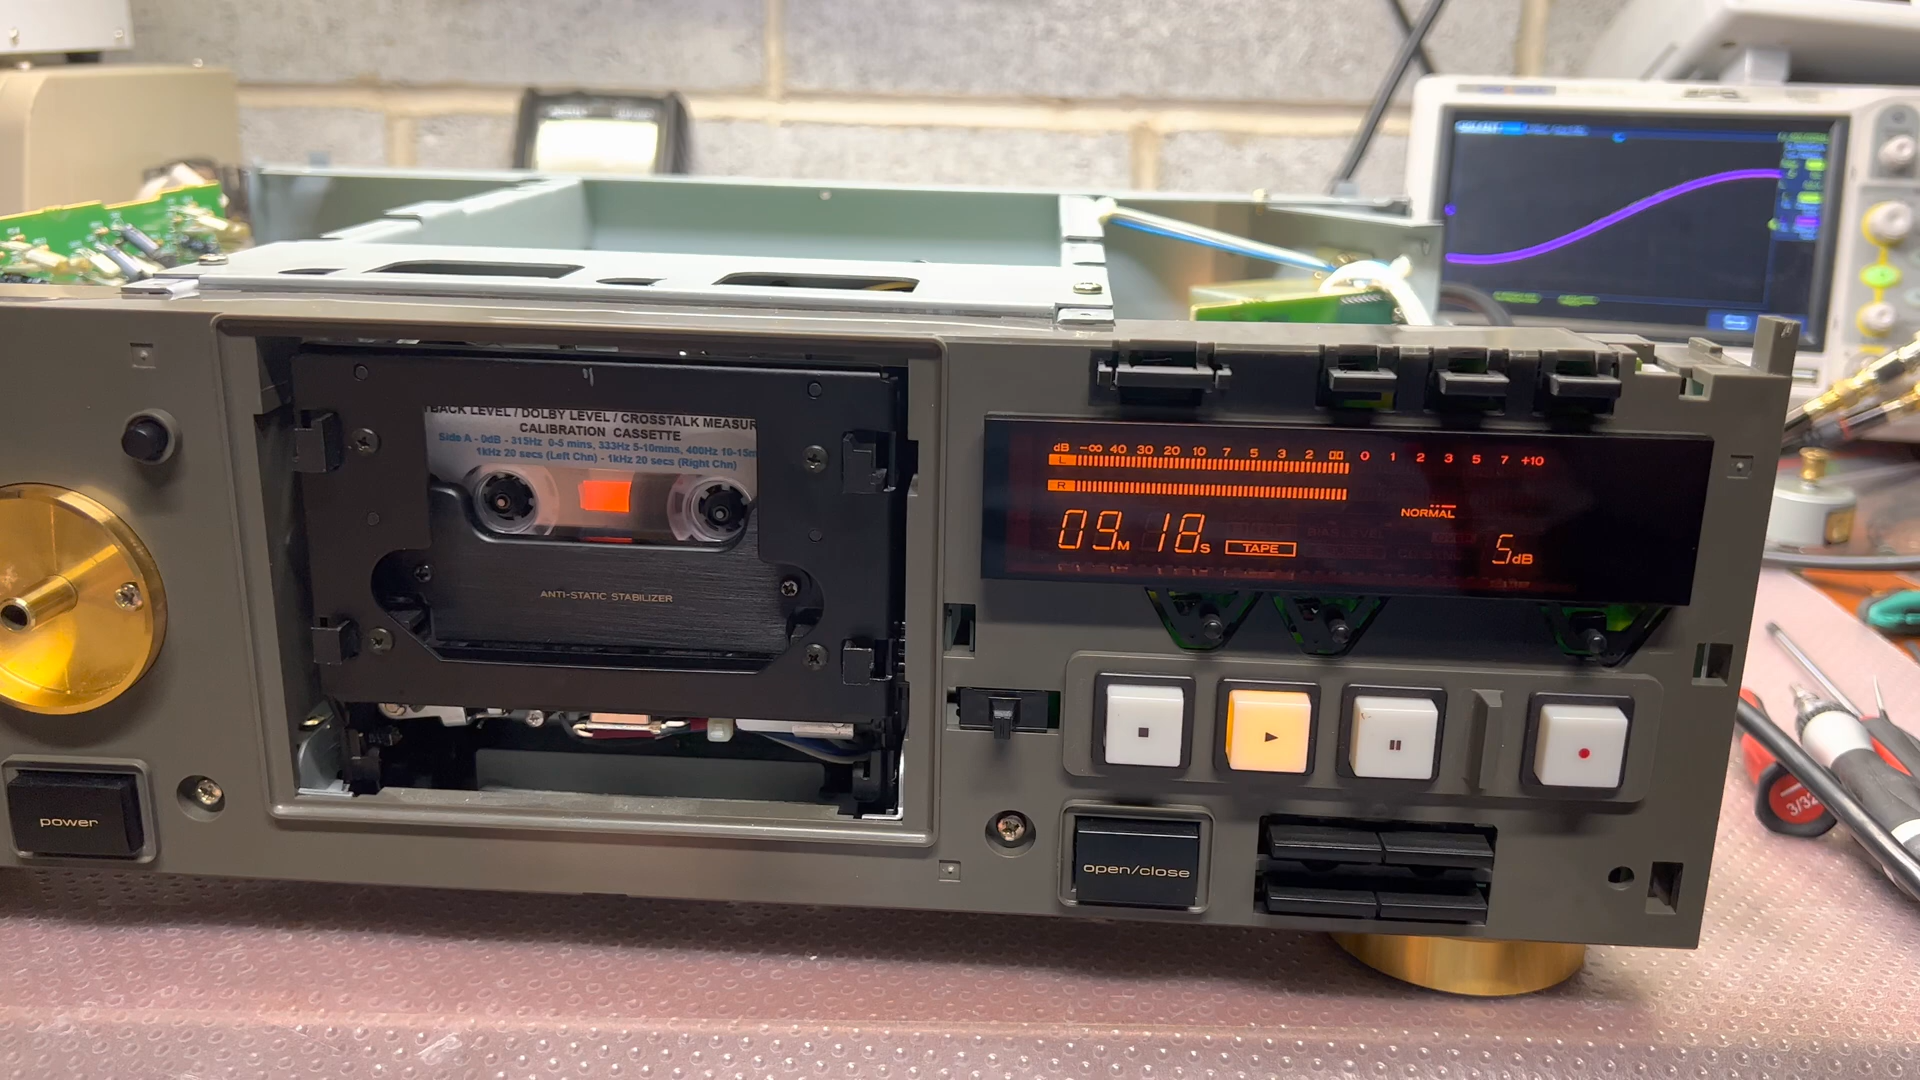 BACK LEVEL / DOLBY LEVEL / CROSSTALK MEASUR
CALIBRATION CASSETTE
Side A - 0dB - 315Hz 0-5 mins, 333Hz 5-10mins, 400Hz 10-15m
1kHz 20 secs (Left Chn) - 1kHz 20 secs (Right Chn)
ANTI-STATIC STABILIZER
dB -∞ 40 30 20 10 7 5 3 2 0 1 2 3 5 7 +10
L
R
NORMAL
09M 18S TAPE 5dB
power
open/close
3/32